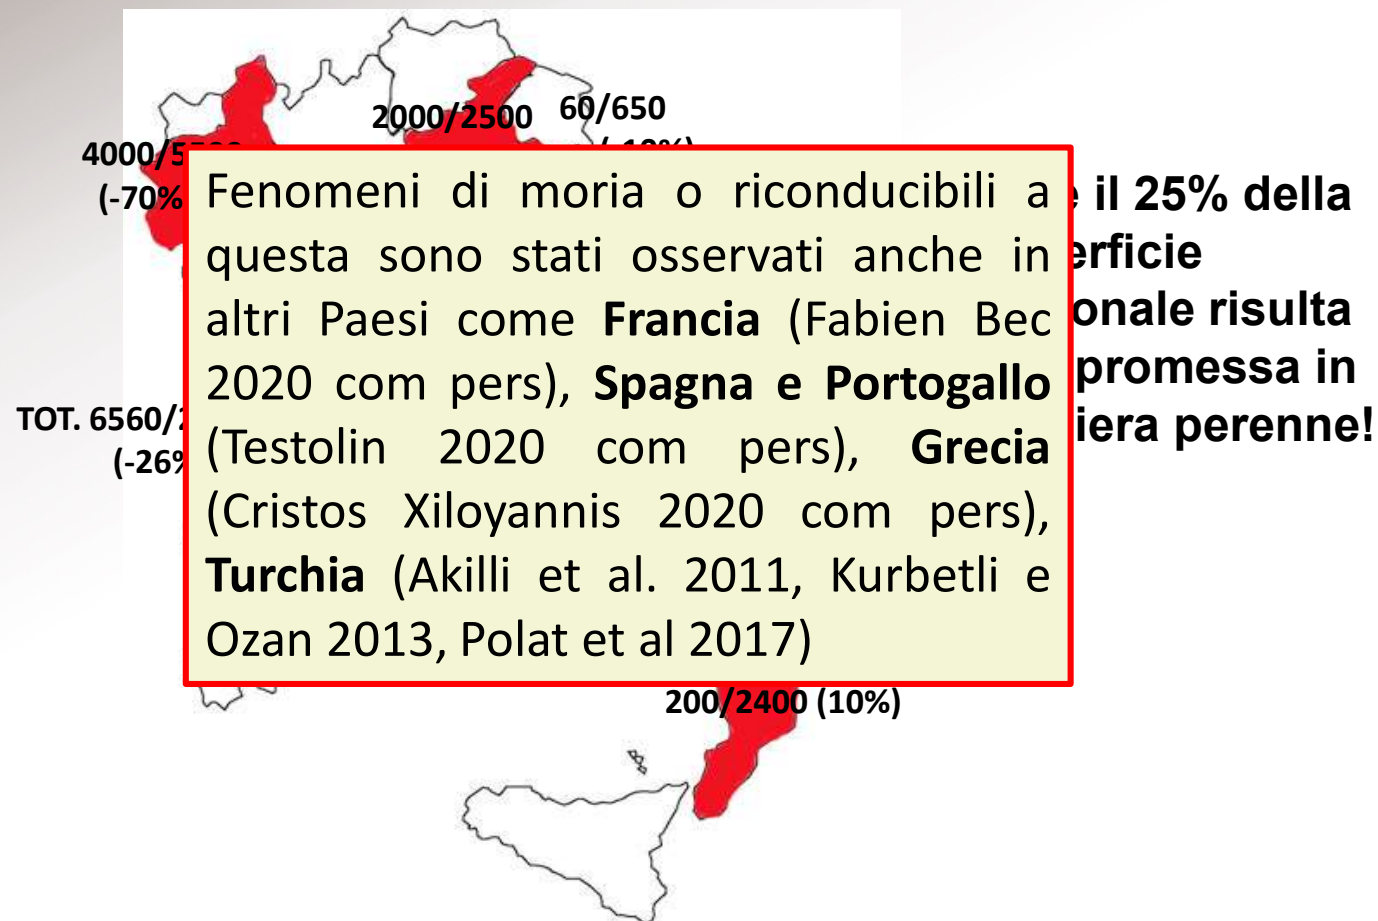 2000/2500
60/650
4000/5
(-70%
Fenomeni di moria o riconducibili a
questa sono stati osservati anche in
altri Paesi come Francia (Fabien Bec
2020 com pers), Spagna e Portogallo
(Testolin 2020 com pers), Grecia
(Cristos Xiloyannis 2020 com pers),
Turchia (Akilli et al. 2011, Kurbetli e
Ozan 2013, Polat et al 2017)
il 25% della
erficie
onale risulta
promessa in
iera perenne!
TOT. 6560/2
(-26%
200/2400 (10%)